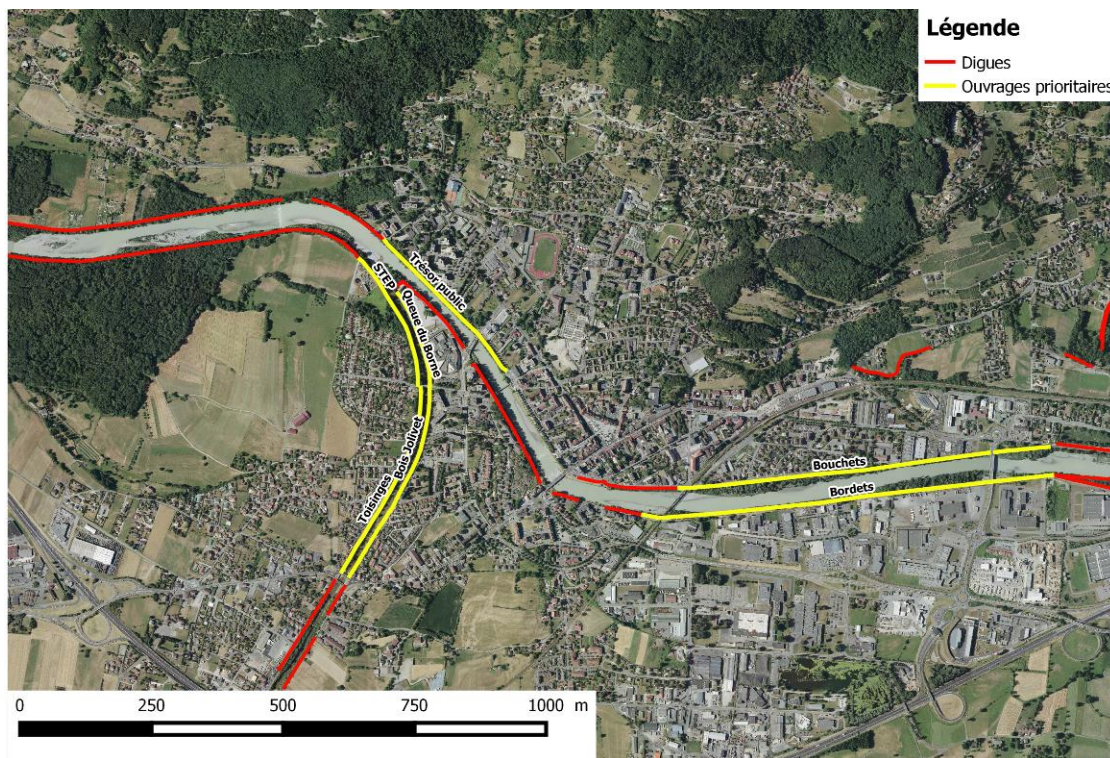 Légende
Digues
Ouvrages prioritaires
Trésor public
STEP
Queue du Borne
Toisinges
Bois Jolivet
Bouchets
Bordets
0 250 500 750 1000 m